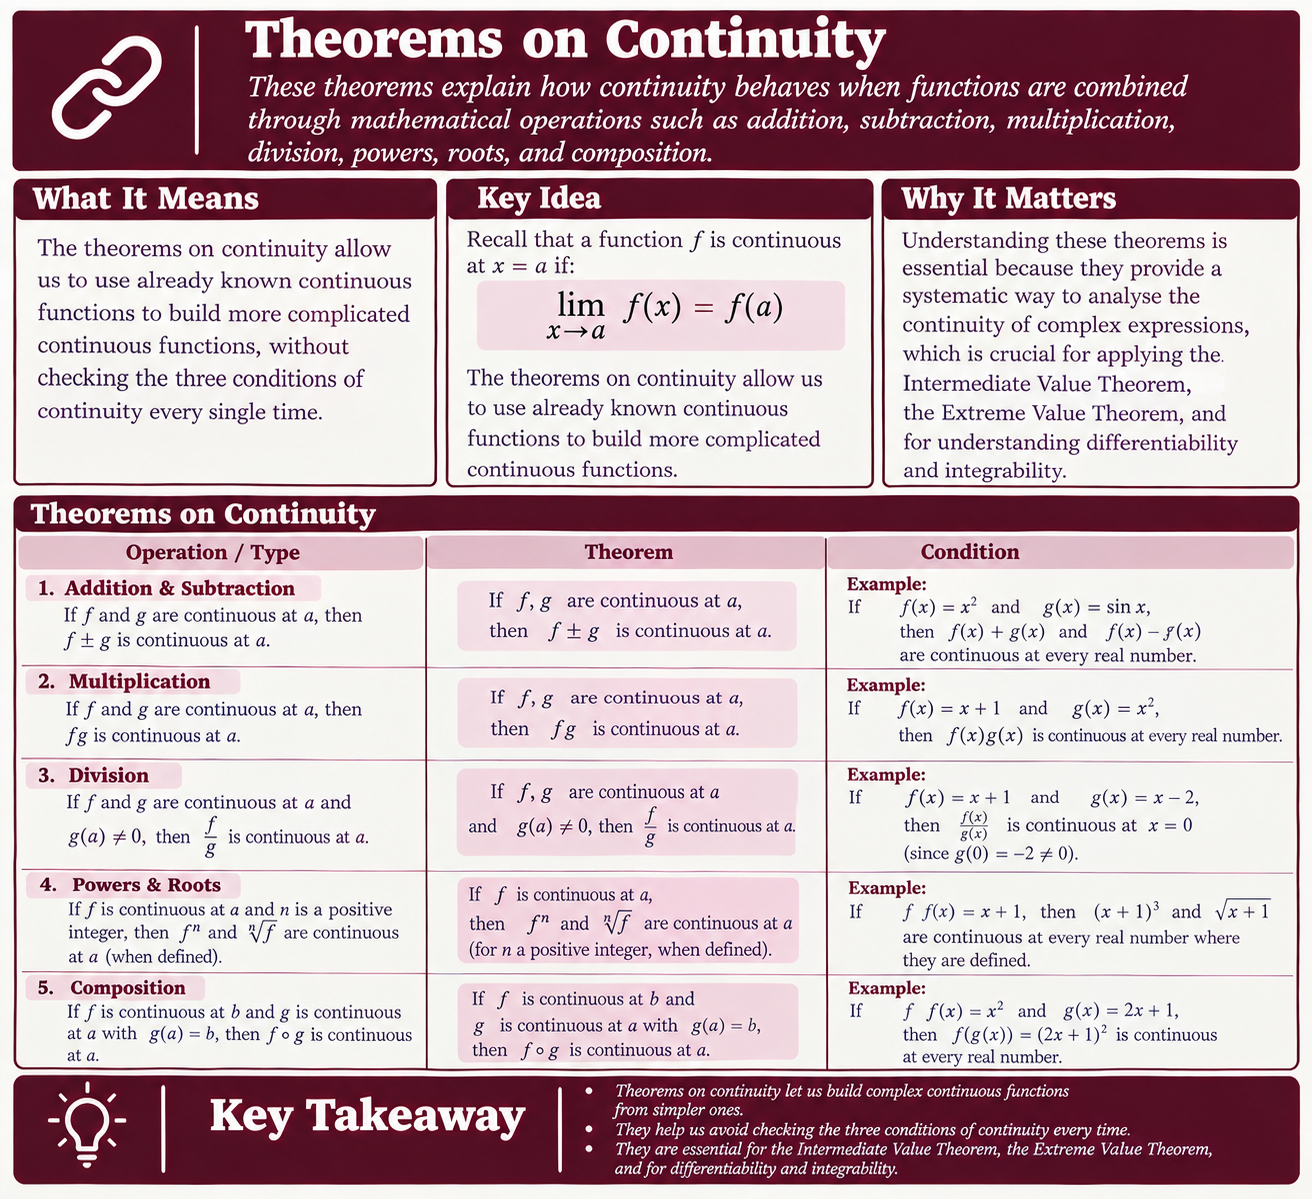 Theorems on Continuity
These theorems explain how continuity behaves when functions are combined
through mathematical operations such as addition, subtraction, multiplication,
division, powers, roots, and composition.
What It Means
The theorems on continuity allow
us to use already known continuous
functions to build more complicated
continuous functions, without
checking the three conditions of
continuity every single time.
Key Idea
Recall that a function f is continuous
at x = a if:
lim f(x) = f(a)
x→a
The theorems on continuity allow us
to use already known continuous
functions to build more complicated
continuous functions.
Why It Matters
Understanding these theorems is
essential because they provide a
systematic way to analyse the
continuity of complex expressions,
which is crucial for applying the.
Intermediate Value Theorem,
the Extreme Value Theorem, and
for understanding differentiability
and integrability.
Theorems on Continuity
Operation / Type
Theorem
Condition
1. Addition & Subtraction
If f and g are continuous at a, then
f ± g is continuous at a.
If f, g are continuous at a,
then f ± g is continuous at a.
Example:
If f(x) = x² and g(x) = sin x,
then f(x) + g(x) and f(x) − g(x)
are continuous at every real number.
2. Multiplication
If f and g are continuous at a, then
fg is continuous at a.
If f, g are continuous at a,
then fg is continuous at a.
Example:
If f(x) = x + 1 and g(x) = x²,
then f(x)g(x) is continuous at every real number.
3. Division
If f and g are continuous at a and
g(a) ≠ 0, then f/g is continuous at a.
If f, g are continuous at a
and g(a) ≠ 0, then f/g is continuous at a.
Example:
If f(x) = x + 1 and g(x) = x − 2,
then f(x)/g(x) is continuous at x = 0
(since g(0) = −2 ≠ 0).
4. Powers & Roots
If f is continuous at a and n is a positive
integer, then fⁿ and ⁿ√f are continuous
at a (when defined).
If f is continuous at a,
then fⁿ and ⁿ√f are continuous at a
(for n a positive integer, when defined).
Example:
If f f(x) = x + 1, then (x + 1)³ and √(x + 1)
are continuous at every real number where
they are defined.
5. Composition
If f is continuous at b and g is continuous
at a with g(a) = b, then f ∘ g is continuous
at a.
If f is continuous at b and
g is continuous at a with g(a) = b,
then f ∘ g is continuous at a.
Example:
If f f(x) = x² and g(x) = 2x + 1,
then f(g(x)) = (2x + 1)² is continuous
at every real number.
Key Takeaway
• Theorems on continuity let us build complex continuous functions
from simpler ones.
• They help us avoid checking the three conditions of continuity every time.
• They are essential for the Intermediate Value Theorem, the Extreme Value Theorem,
and for differentiability and integrability.